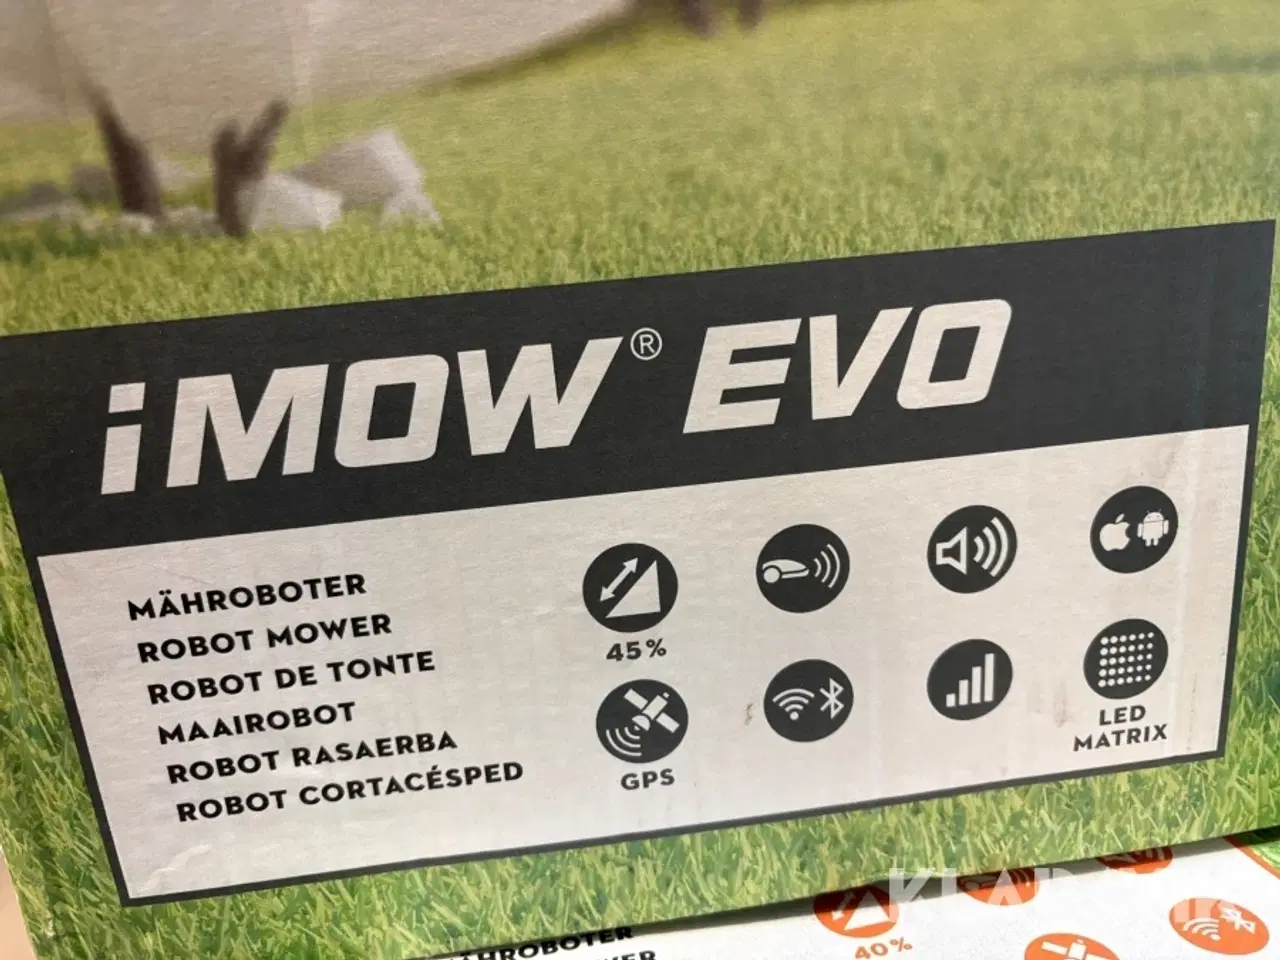 iMOW® EVO
MÄHROBOTER
ROBOT MOWER
ROBOT DE TONTE
MAAIROBOT
ROBOT RASAERBA
ROBOT CORTACÉSPED
45%
GPS
LED
MATRIX
MÄHROBOTER
40%